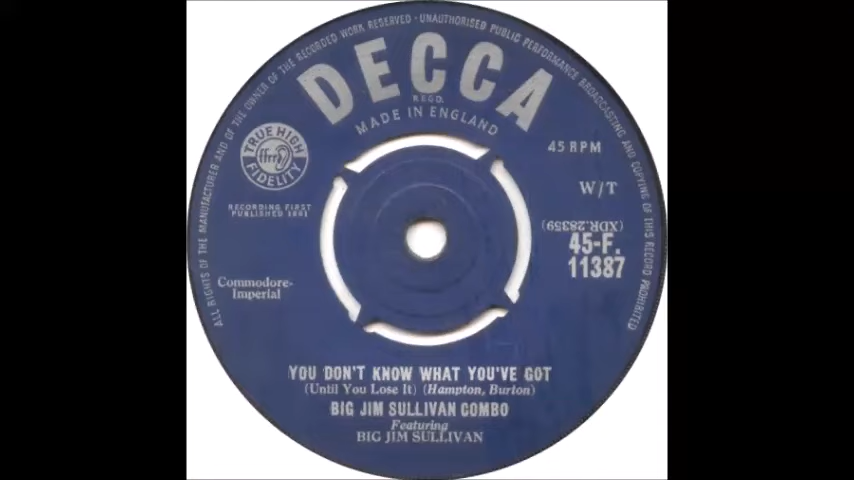 ALL RIGHTS OF THE MANUFACTURER AND OF THE OWNER OF THE RECORDED WORK RESERVED · UNAUTHORISED PUBLIC PERFORMANCE BROADCASTING AND COPYING OF THIS RECORD PROHIBITED
DECCA
REGD.
MADE IN ENGLAND
TRUE HIGH
ffrr
FIDELITY
45 RPM
W/T
RECORDING FIRST
PUBLISHED 1961
(XDR.28359)
45-F.
11387
Commodore-
Imperial
YOU DON'T KNOW WHAT YOU'VE GOT
(Until You Lose It) (Hampton, Burton)
BIG JIM SULLIVAN COMBO
Featuring
BIG JIM SULLIVAN